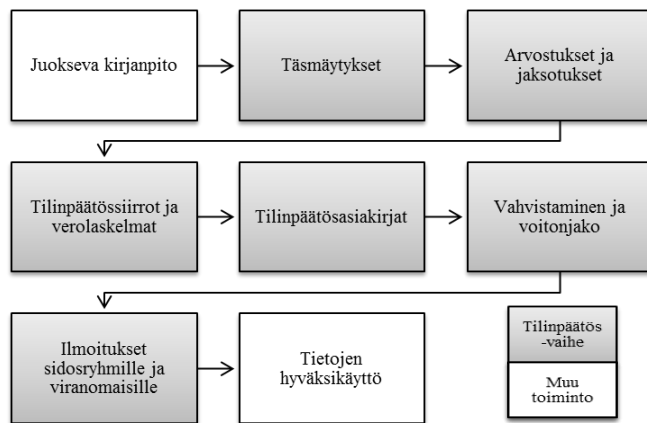 Juokseva kirjanpito
Täsmäytykset
Arvostukset ja
jaksotukset
Tilinpäätössiirrot ja
verolaskelmat
Tilinpäätösasiakirjat
Vahvistaminen ja
voitonjako
Ilmoitukset
sidosryhmille ja
viranomaisille
Tietojen
hyväksikäyttö
Tilinpäätös
-vaihe
Muu
toiminto